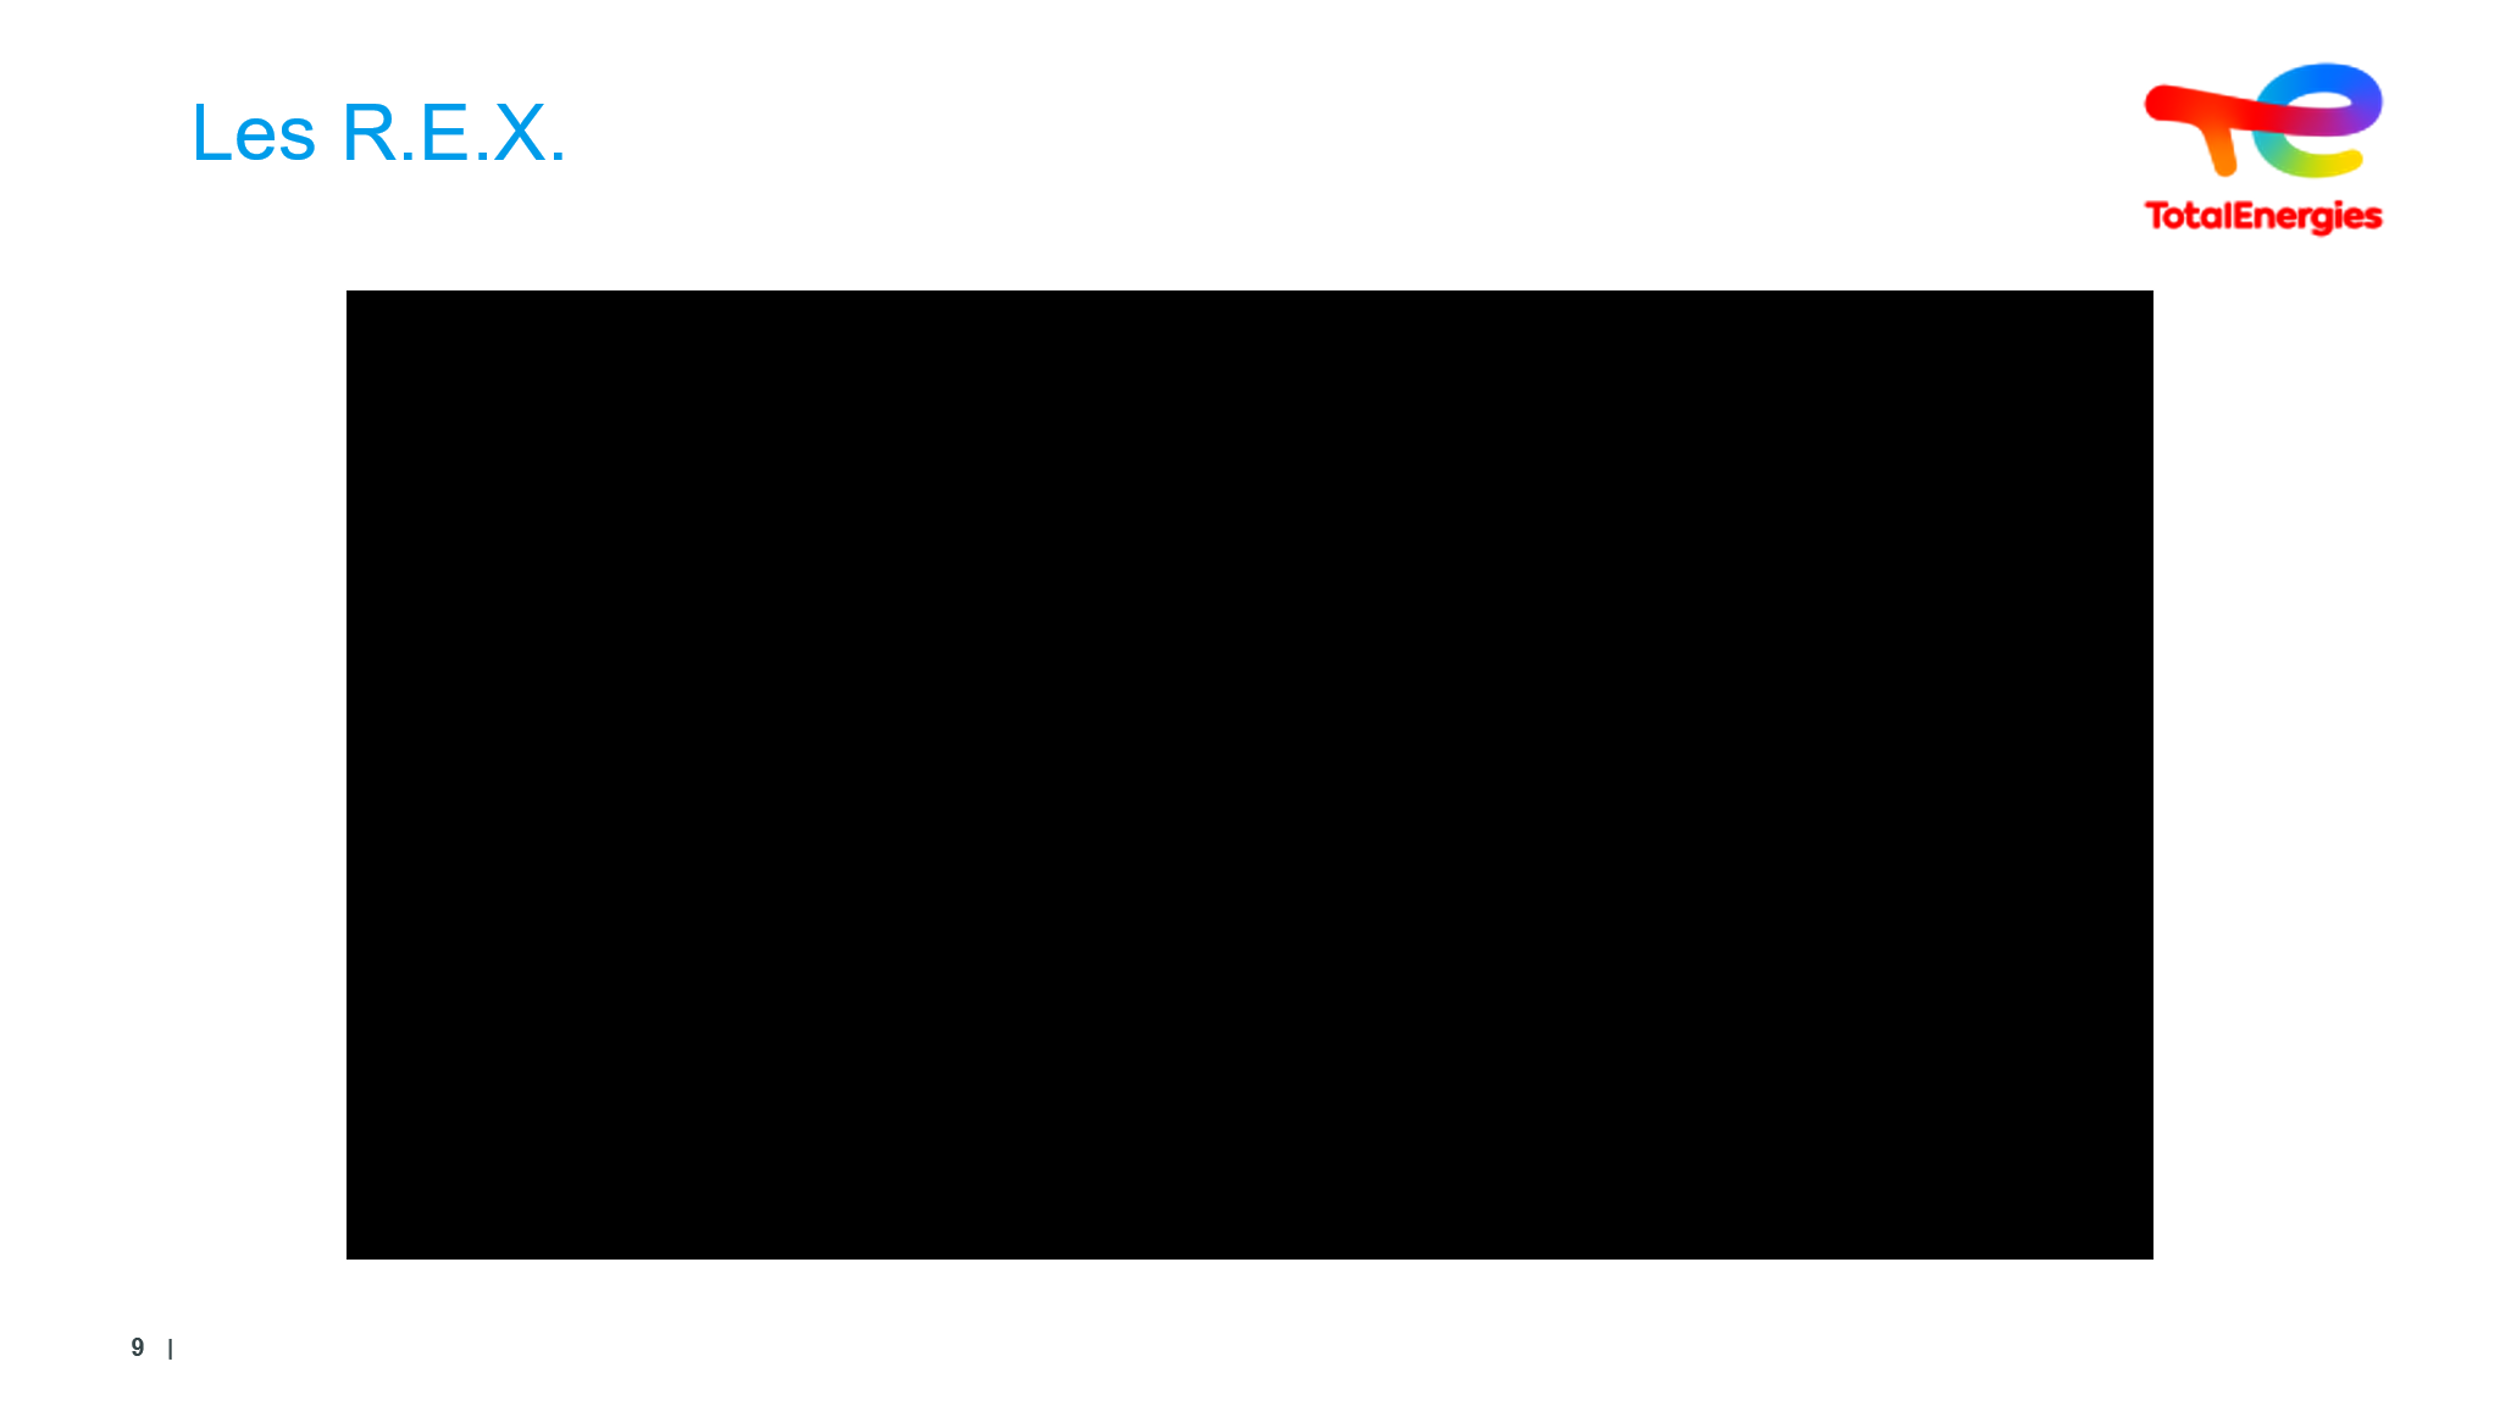 Les R.E.X.
TotalEnergies
9 |